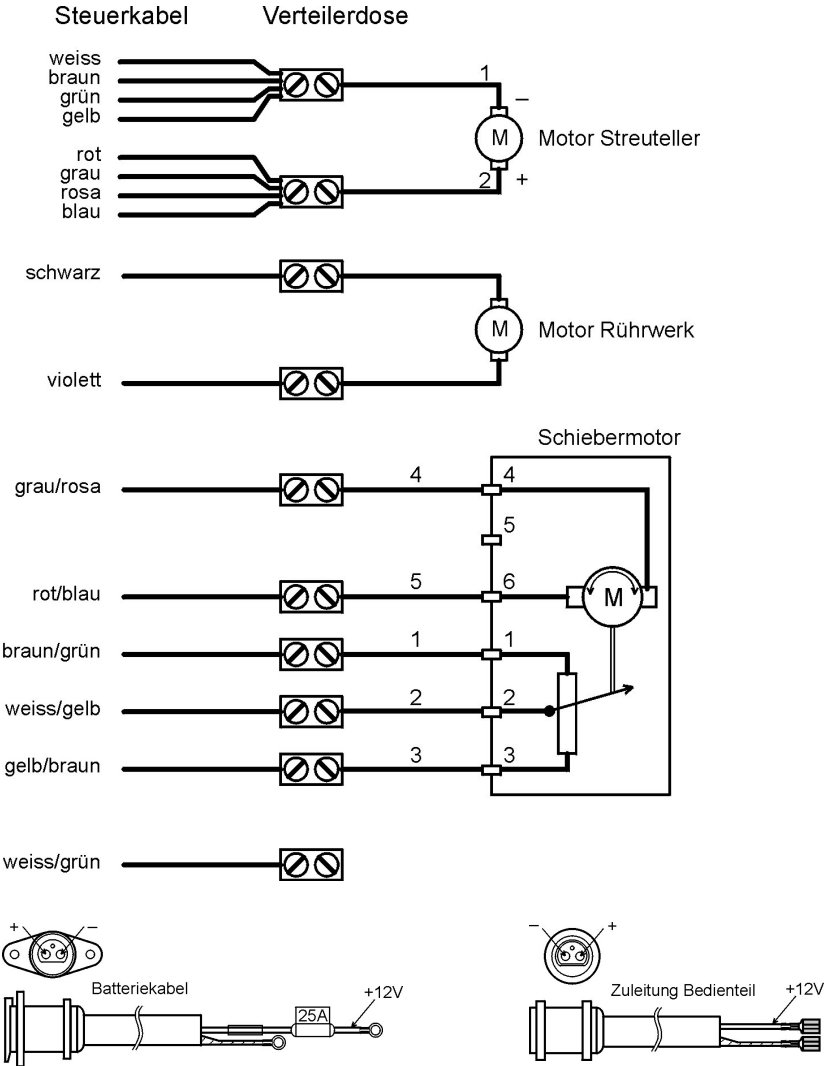 Steuerkabel Verteilerdose
weiss
braun
grün
gelb
1
–
M Motor Streuteller
2 +
rot
grau
rosa
blau
schwarz
M Motor Rührwerk
violett
Schiebermotor
grau/rosa 4 4
5
rot/blau 5 6
M
braun/grün 1 1
weiss/gelb 2 2
gelb/braun 3 3
weiss/grün
+ –
Batteriekabel
25A
+12V
– +
Zuleitung Bedienteil
+12V